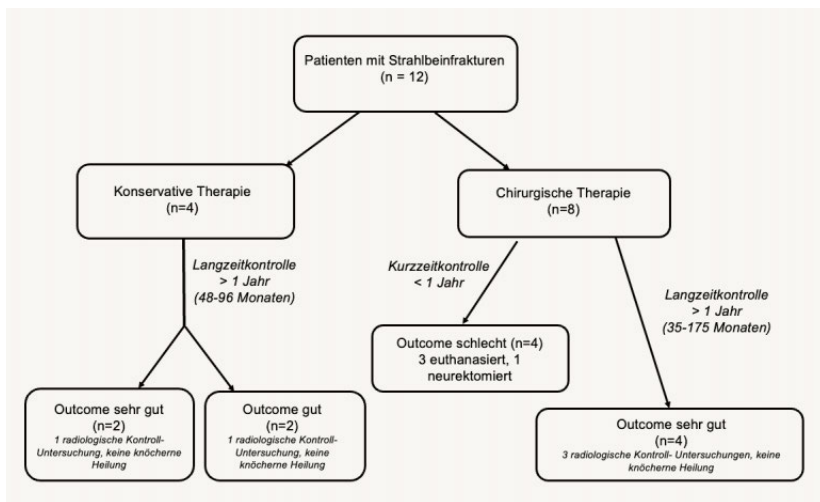 Patienten mit Strahlbeinfrakturen
(n = 12)
Konservative Therapie
(n=4)
Chirurgische Therapie
(n=8)
Langzeitkontrolle
> 1 Jahr
(48-96 Monaten)
Kurzzeitkontrolle
< 1 Jahr
Langzeitkontrolle
> 1 Jahr
(35-175 Monaten)
Outcome schlecht (n=4)
3 euthanasiert, 1
neurektomiert
Outcome sehr gut
(n=2)
1 radiologische Kontroll-
Untersuchung, keine knöcherne
Heilung
Outcome gut
(n=2)
1 radiologische Kontroll-
Untersuchung, keine
knöcherne Heilung
Outcome sehr gut
(n=4)
3 radiologische Kontroll- Untersuchungen, keine
knöcherne Heilung